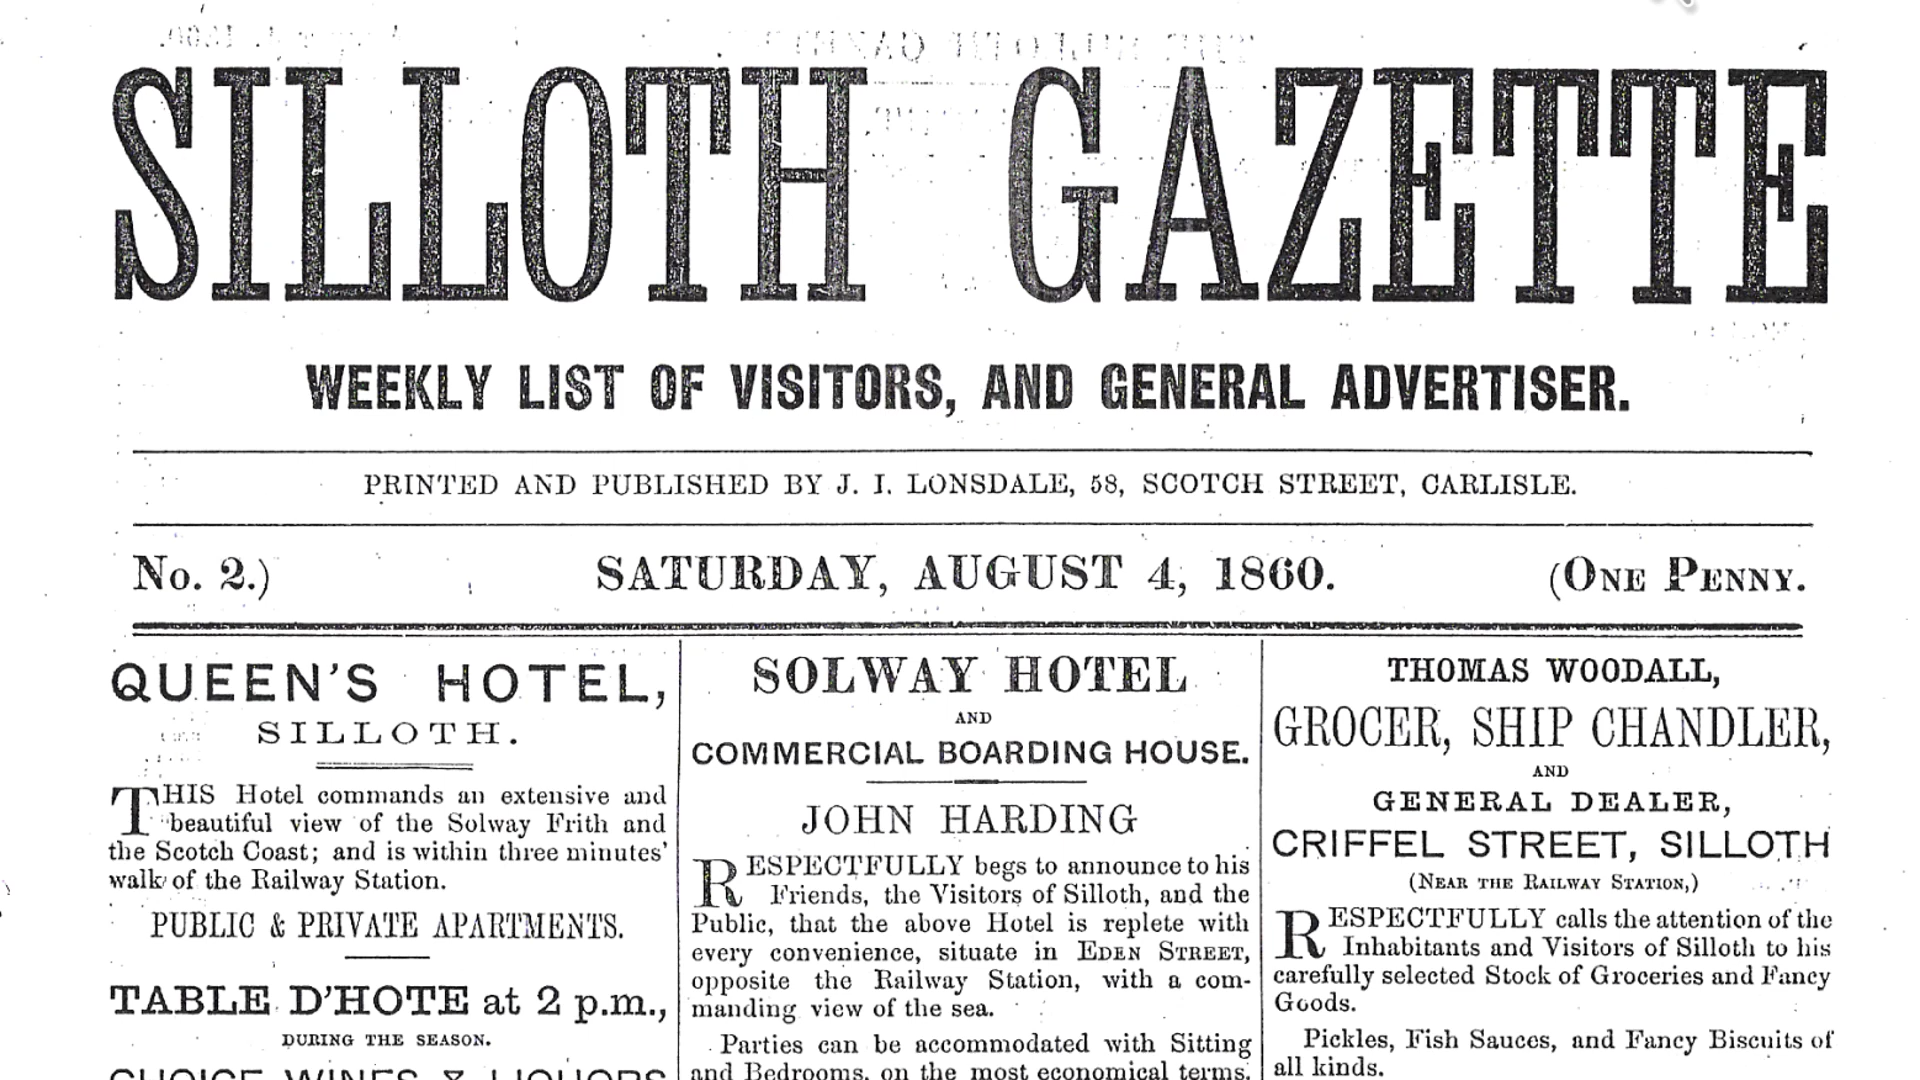 SILLOTH GAZETTE
WEEKLY LIST OF VISITORS, AND GENERAL ADVERTISER.
PRINTED AND PUBLISHED BY J. I. LONSDALE, 58, SCOTCH STREET, CARLISLE.
No. 2.) SATURDAY, AUGUST 4, 1860. (ONE PENNY.
QUEEN'S HOTEL,
SILLOTH.
THIS Hotel commands an extensive and
beautiful view of the Solway Frith and
the Scotch Coast; and is within three minutes'
walk of the Railway Station.
PUBLIC & PRIVATE APARTMENTS.
TABLE D'HOTE at 2 p.m.,
DURING THE SEASON.
CHOICE WINES & LIQUORS
SOLWAY HOTEL
AND
COMMERCIAL BOARDING HOUSE.
JOHN HARDING
RESPECTFULLY begs to announce to his
Friends, the Visitors of Silloth, and the
Public, that the above Hotel is replete with
every convenience, situate in EDEN STREET,
opposite the Railway Station, with a com-
manding view of the sea.
Parties can be accommodated with Sitting
and Bedrooms, on the most economical terms.
THOMAS WOODALL,
GROCER, SHIP CHANDLER,
AND
GENERAL DEALER,
CRIFFEL STREET, SILLOTH
(NEAR THE RAILWAY STATION,)
RESPECTFULLY calls the attention of the
Inhabitants and Visitors of Silloth to his
carefully selected Stock of Groceries and Fancy
Goods.
Pickles, Fish Sauces, and Fancy Biscuits of
all kinds.